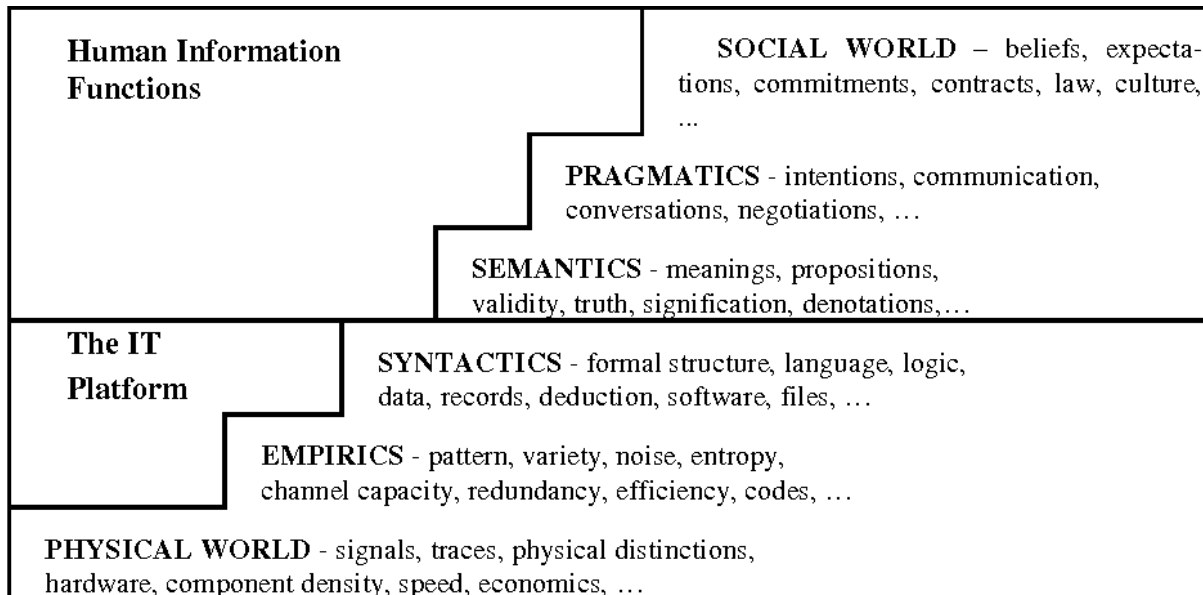 Human Information
Functions
SOCIAL WORLD – beliefs, expecta-
tions, commitments, contracts, law, culture,
...
PRAGMATICS - intentions, communication,
conversations, negotiations, …
SEMANTICS - meanings, propositions,
validity, truth, signification, denotations,…
The IT
Platform
SYNTACTICS - formal structure, language, logic,
data, records, deduction, software, files, …
EMPIRICS - pattern, variety, noise, entropy,
channel capacity, redundancy, efficiency, codes, …
PHYSICAL WORLD - signals, traces, physical distinctions,
hardware, component density, speed, economics, …